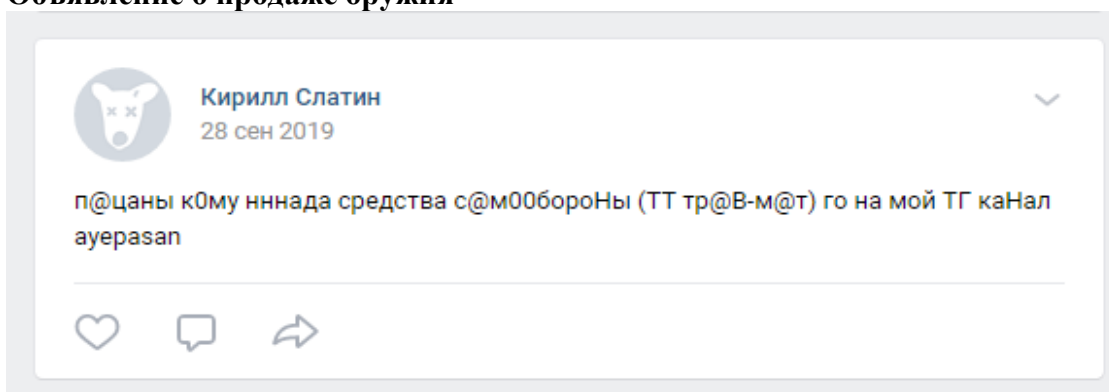 Объявление о продаже оружия
Кирилл Слатин
28 сен 2019
п@цаны к0му нннада средства с@м00бороНы (ТТ тр@В-м@т) го на мой ТГ каНал
ayepasan